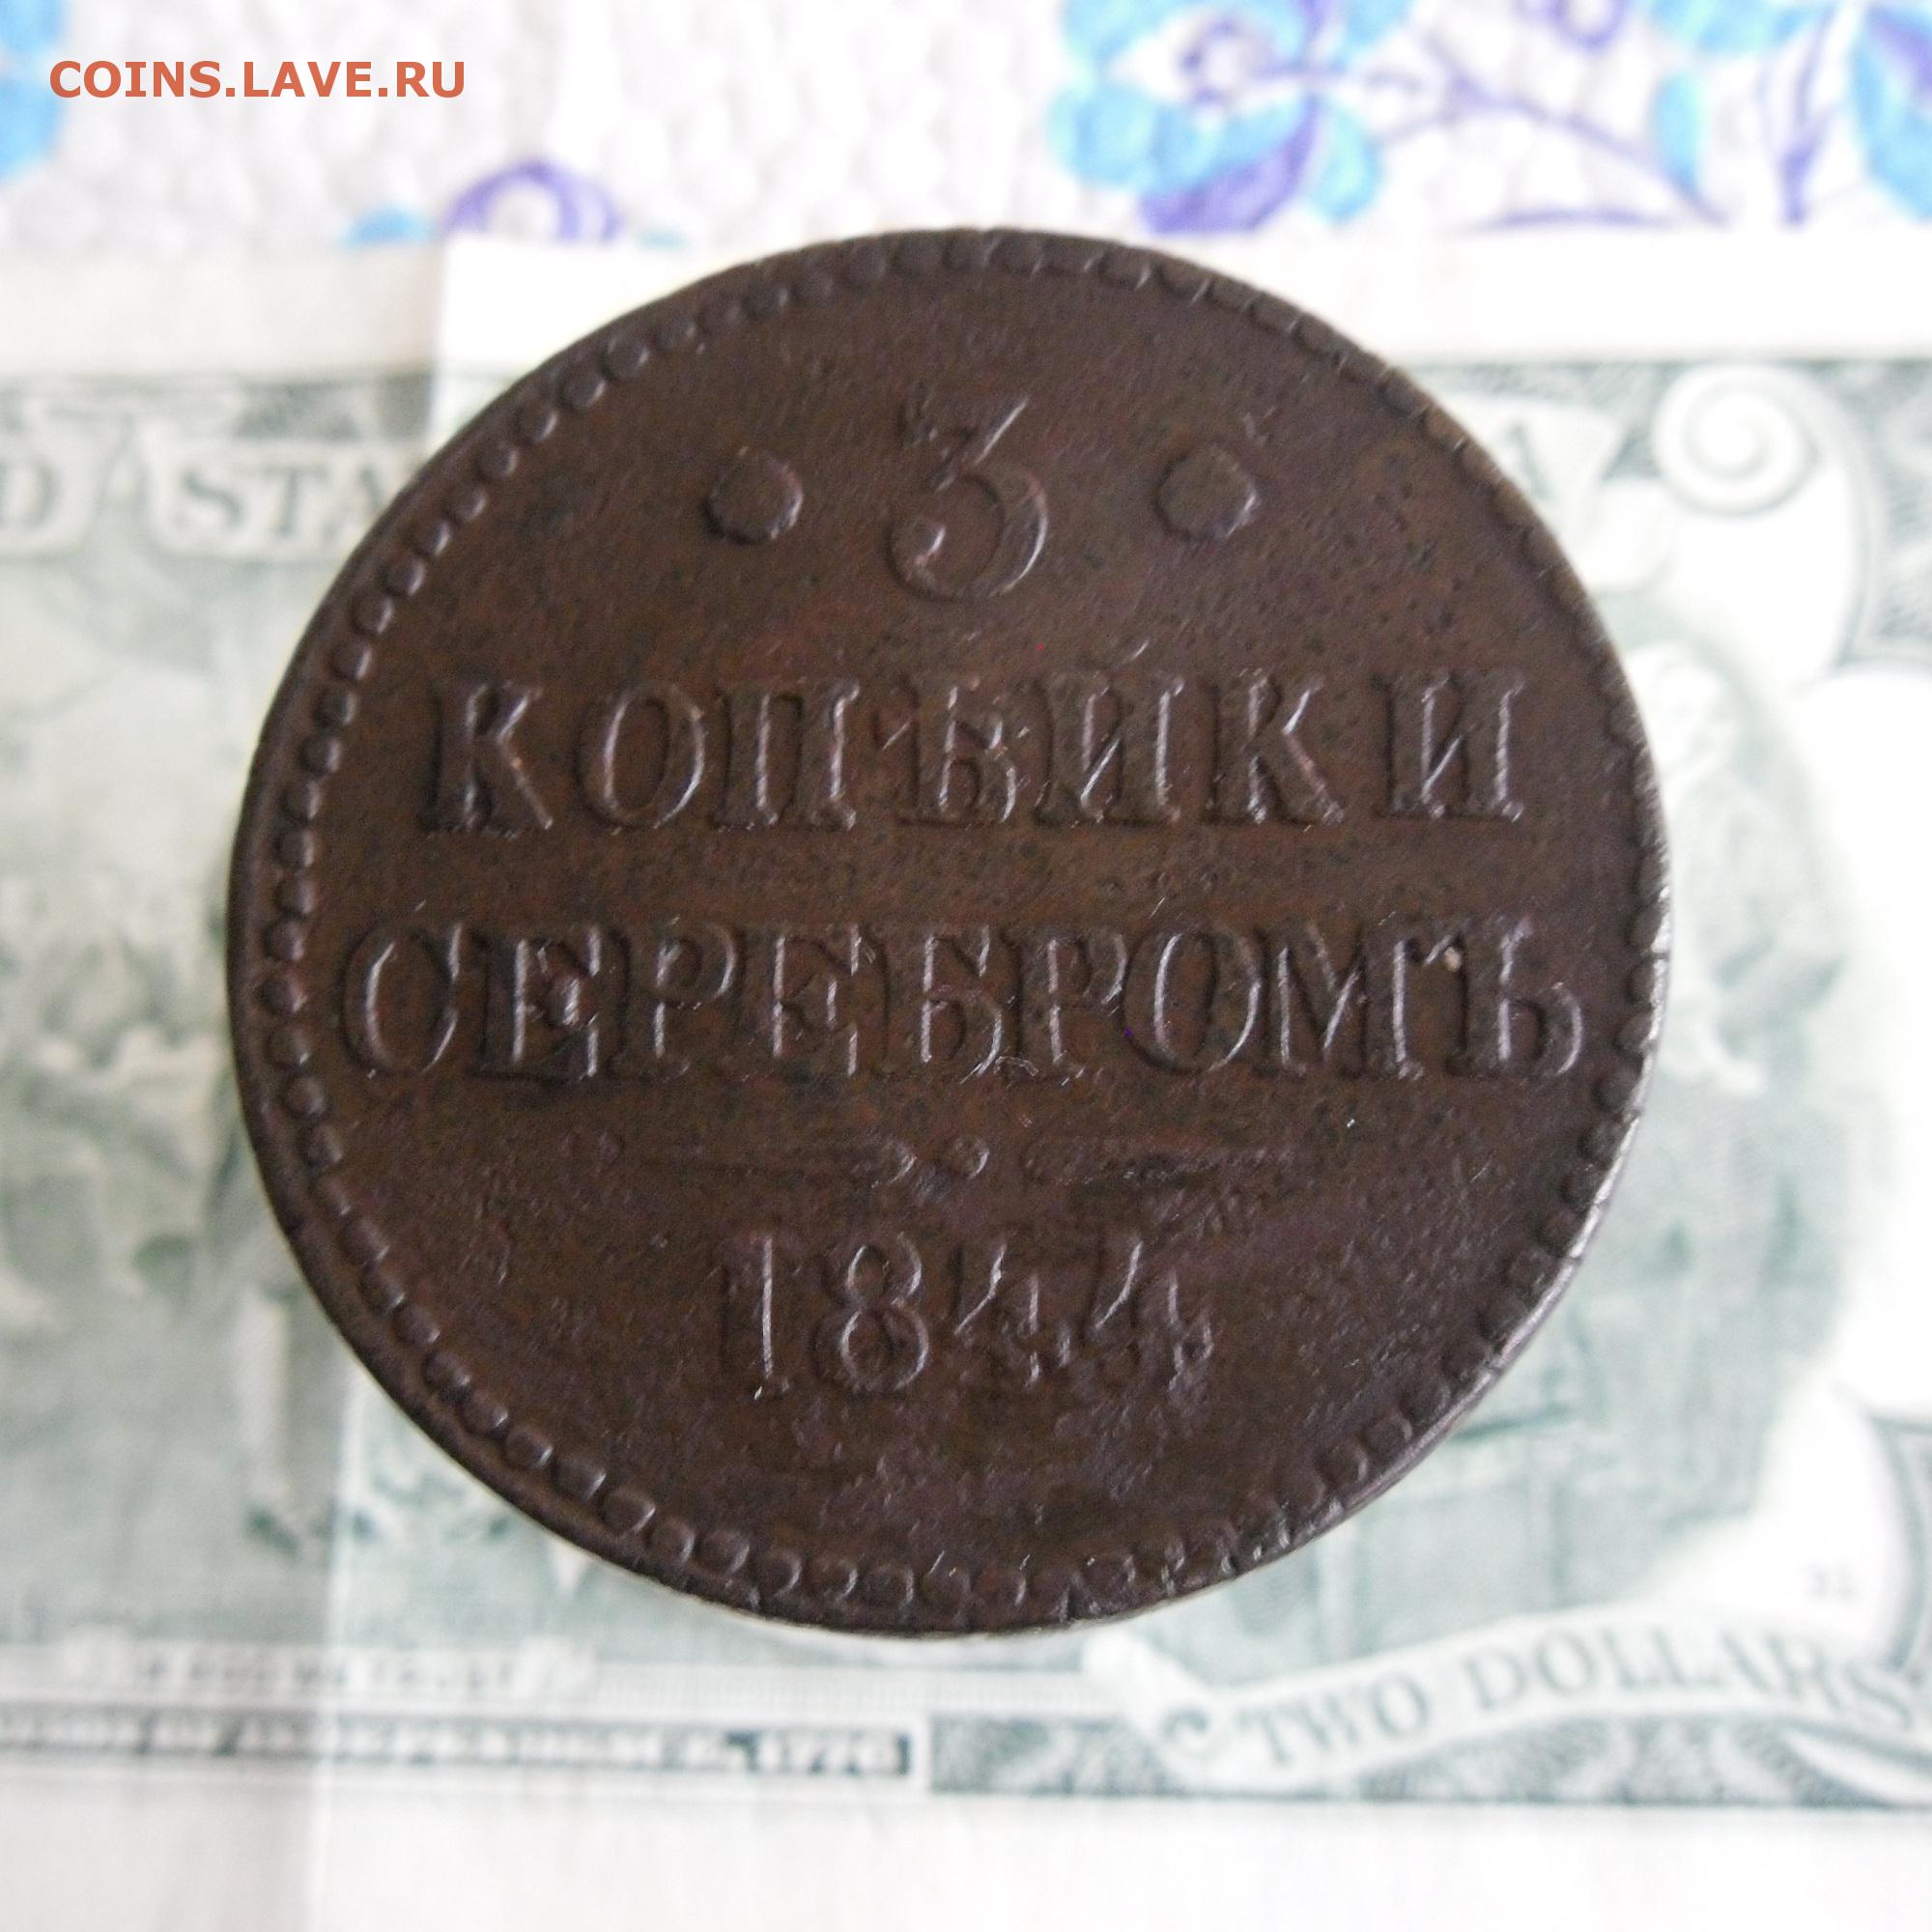 COINS.LAVE.RU
D STA A
3
КОПѢЙКИ
СЕРЕБРОМЪ
1844
TWO DOLLARS